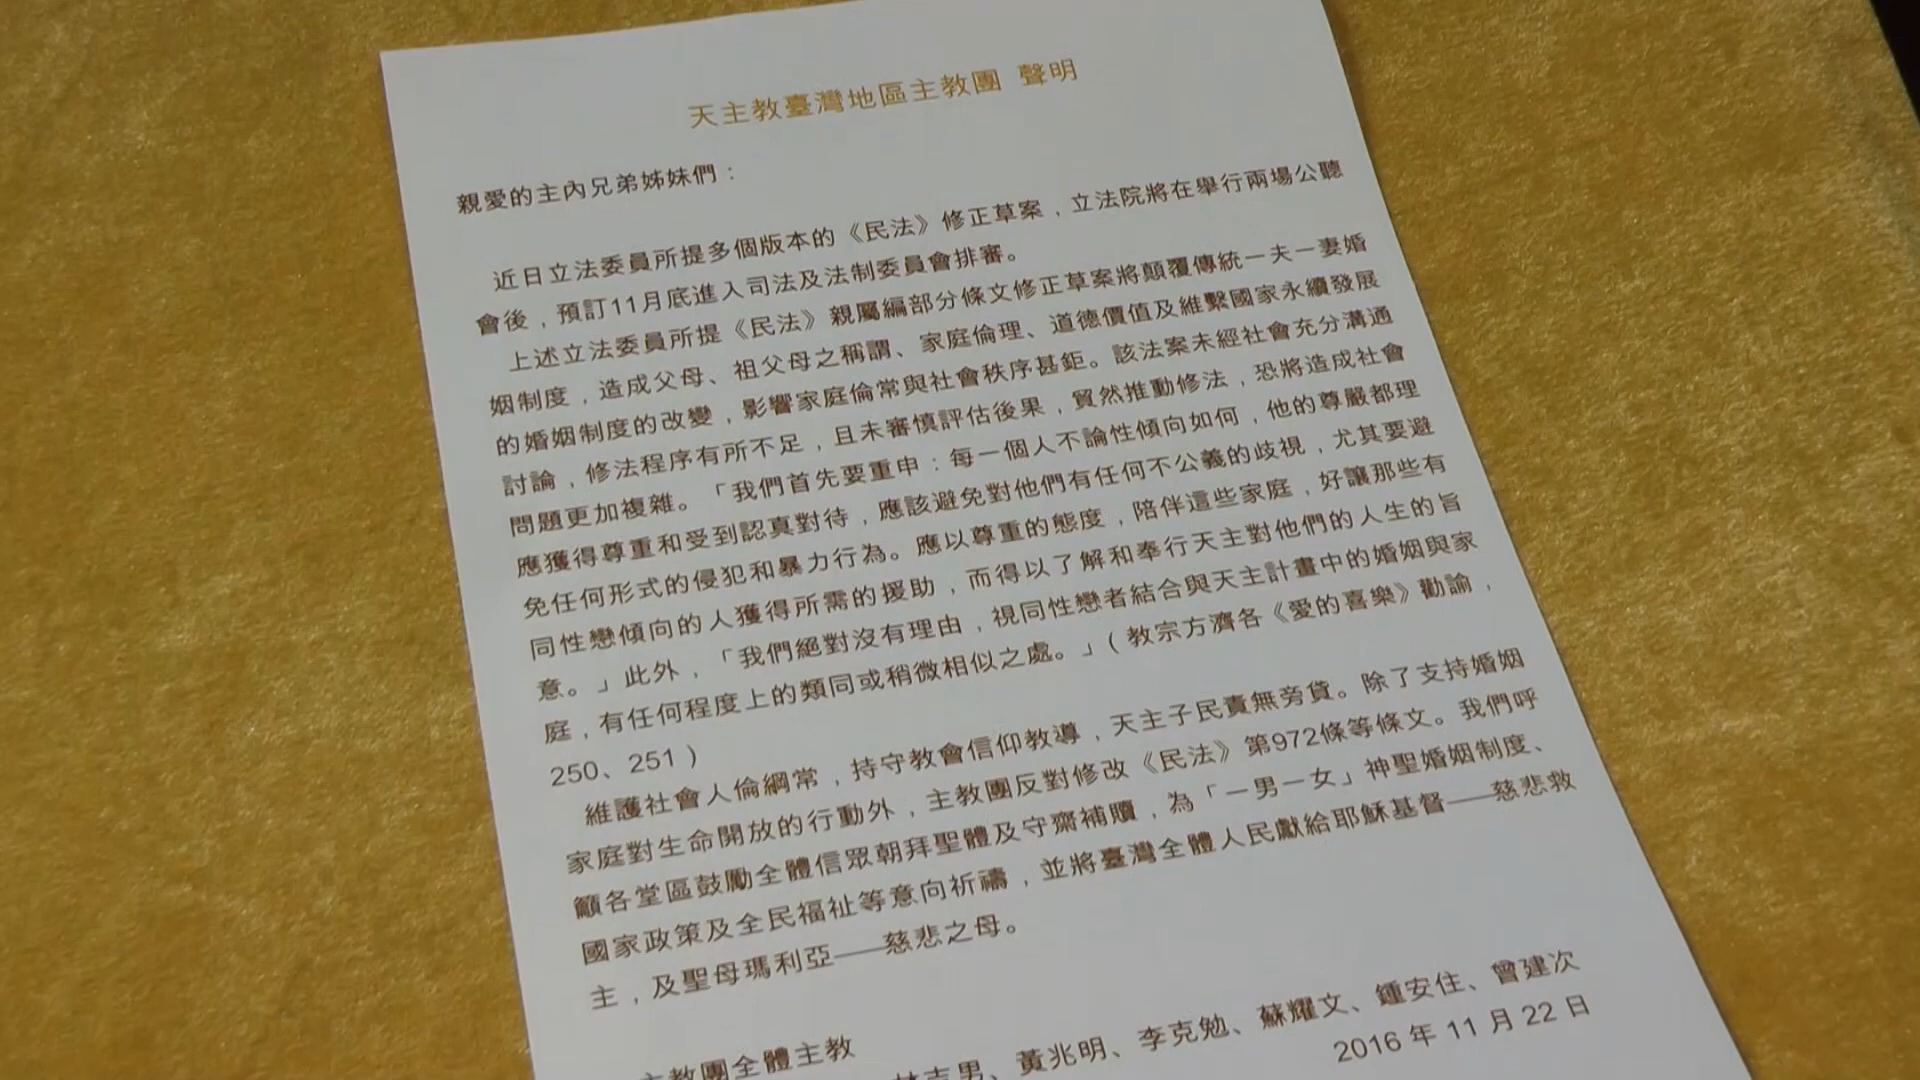 天主教臺灣地區主教團 聲明
親愛的主內兄弟姊妹們：
近日立法委員所提多個版本的《民法》修正草案，立法院將在舉行兩場公聽
會後，預訂11月底進入司法及法制委員會排審。
上述立法委員所提《民法》親屬編部分條文修正草案將顛覆傳統一夫一妻婚
姻制度，造成父母、祖父母之稱謂、家庭倫理、道德價值及維繫國家永續發展
的婚姻制度的改變，影響家庭倫常與社會秩序甚鉅。該法案未經社會充分溝通
討論，修法程序有所不足，且未審慎評估後果，貿然推動修法，恐將造成社會
問題更加複雜。「我們首先要重申：每一個人不論性傾向如何，他的尊嚴都理
應獲得尊重和受到認真對待，應該避免對他們有任何不公義的歧視，尤其要避
免任何形式的侵犯和暴力行為。應以尊重的態度，陪伴這些家庭，好讓那些有
同性戀傾向的人獲得所需的援助，而得以了解和奉行天主對他們的人生的旨
意。」此外，「我們絕對沒有理由，視同性戀者結合與天主計畫中的婚姻與家
庭，有任何程度上的類同或稍微相似之處。」（教宗方濟各《愛的喜樂》勸諭，
250、251）
維護社會人倫綱常，持守教會信仰教導，天主子民責無旁貸。除了支持婚姻
家庭對生命開放的行動外，主教團反對修改《民法》第972條等條文。我們呼
籲各堂區鼓勵全體信眾朝拜聖體及守齋補贖，為「一男一女」神聖婚姻制度、
國家政策及全民福祉等意向祈禱，並將臺灣全體人民獻給耶穌基督——慈悲救
主，及聖母瑪利亞——慈悲之母。
主教團全體主教
林吉男、黃兆明、李克勉、蘇耀文、鍾安住、曾建次
2016 年 11 月 22 日